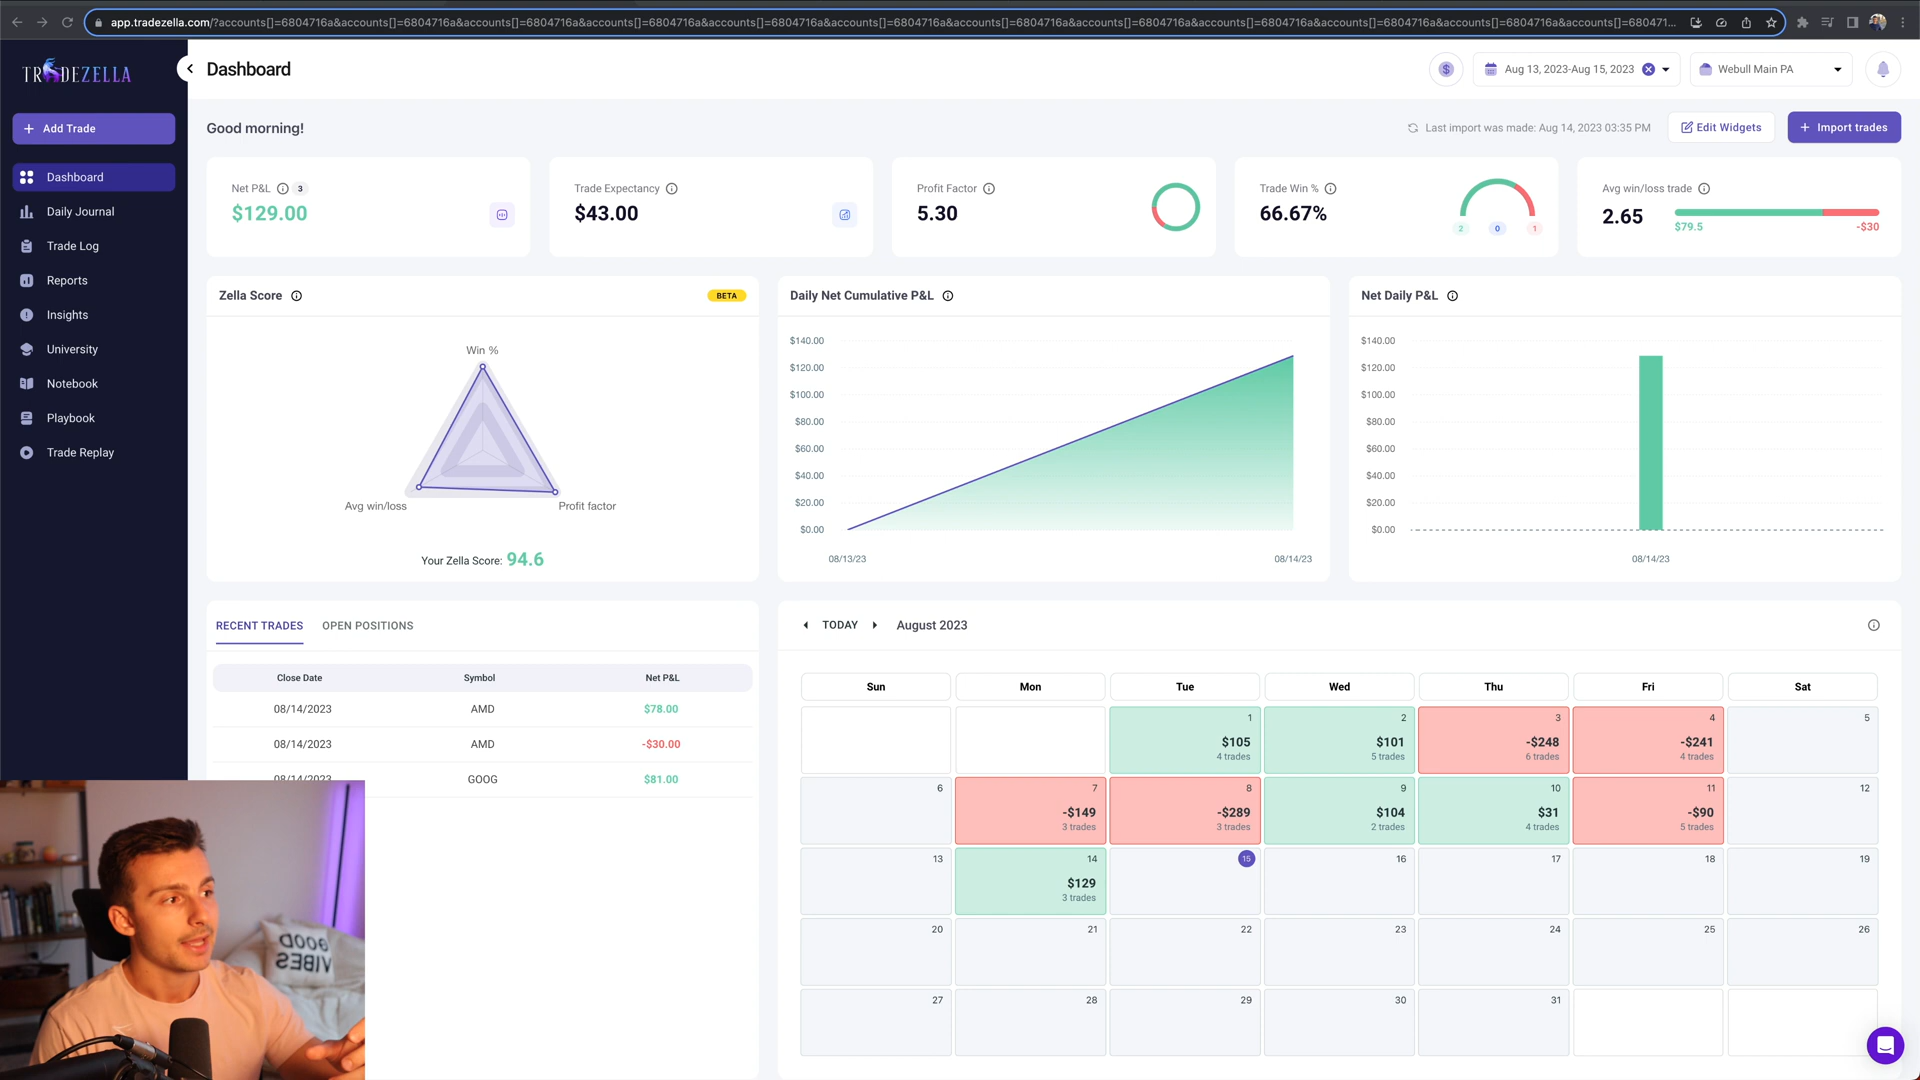 app.tradezella.com/?accounts[]=6804716a&accounts[]=6804716a&accounts[]=6804716a&accounts[]=6804716a&accounts[]=6804716a&accounts[]=6804716a&accounts[]=6804716a&accounts[]=6804716a&accounts[]=6804716a&accounts[]=6804716a&accounts[]=6804716a&accounts[]=6804716a&accounts[]=680471...
TRADEZELLA
Dashboard
$
Aug 13, 2023-Aug 15, 2023
Webull Main PA
+ Add Trade
Dashboard
Daily Journal
Trade Log
Reports
Insights
University
Notebook
Playbook
Trade Replay
Good morning!
Last import was made: Aug 14, 2023 03:35 PM
Edit Widgets
+ Import trades
Net P&L 3
$129.00
Trade Expectancy
$43.00
Profit Factor
5.30
Trade Win %
66.67%
2 0 1
Avg win/loss trade
2.65
$79.5 -$30
Zella Score
BETA
Win %
Avg win/loss
Profit factor
Your Zella Score: 94.6
Daily Net Cumulative P&L
$140.00
$120.00
$100.00
$80.00
$60.00
$40.00
$20.00
$0.00
08/13/23 08/14/23
Net Daily P&L
$140.00
$120.00
$100.00
$80.00
$60.00
$40.00
$20.00
$0.00
08/14/23
RECENT TRADES OPEN POSITIONS
Close Date Symbol Net P&L
08/14/2023 AMD $78.00
08/14/2023 AMD -$30.00
08/14/2023 GOOG $81.00
TODAY August 2023
Sun Mon Tue Wed Thu Fri Sat
1 2 3 4 5
$105 $101 -$248 -$241
4 trades 5 trades 6 trades 4 trades
6 7 8 9 10 11 12
-$149 -$289 $104 $31 -$90
3 trades 3 trades 2 trades 4 trades 5 trades
13 14 15 16 17 18 19
$129
3 trades
20 21 22 23 24 25 26
27 28 29 30 31
GOOD
VIBES